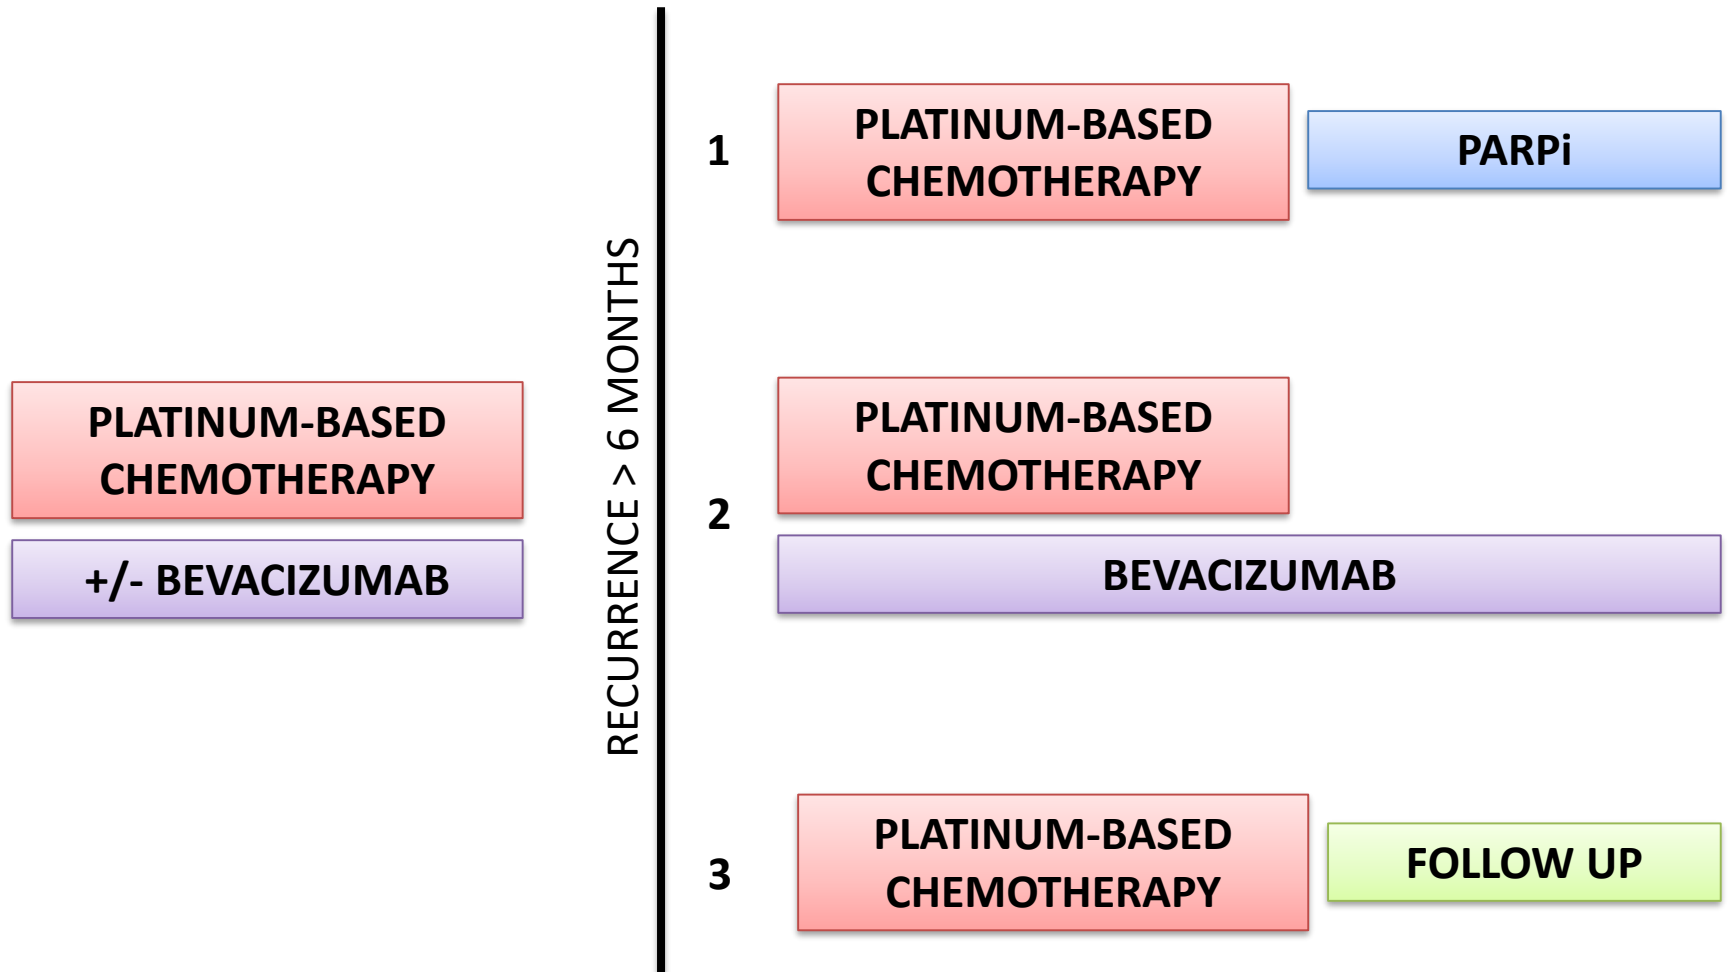 PLATINUM-BASED
CHEMOTHERAPY
+/- BEVACIZUMAB
RECURRENCE > 6 MONTHS
1
PLATINUM-BASED
CHEMOTHERAPY
PARPi
2
PLATINUM-BASED
CHEMOTHERAPY
BEVACIZUMAB
3
PLATINUM-BASED
CHEMOTHERAPY
FOLLOW UP